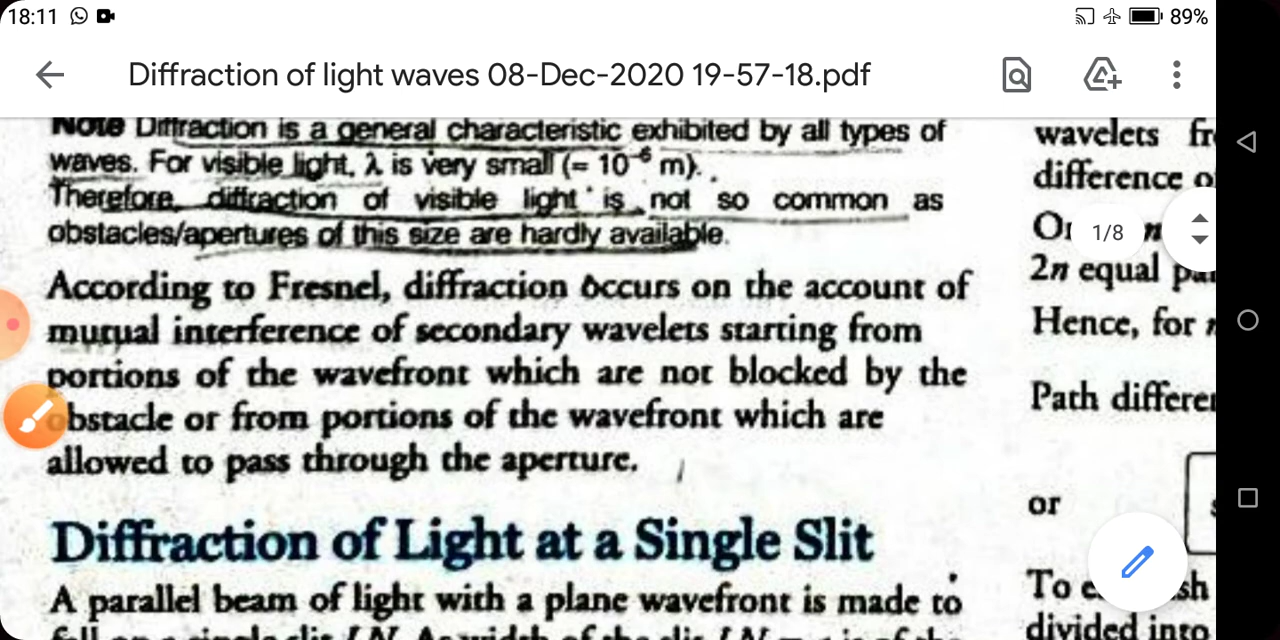 18:11
89%
Diffraction of light waves 08-Dec-2020 19-57-18.pdf
Note Diffraction is a general characteristic exhibited by all types of
waves. For visible light, λ is very small (= 10⁻⁶ m).
Therefore, diffraction of visible light is not so common as
obstacles/apertures of this size are hardly available.
According to Fresnel, diffraction occurs on the account of
mutual interference of secondary wavelets starting from
portions of the wavefront which are not blocked by the
obstacle or from portions of the wavefront which are
allowed to pass through the aperture.
Diffraction of Light at a Single Slit
A parallel beam of light with a plane wavefront is made to
wavelets
difference
1/8
2n equal
Hence, for
Path
or
To
divided into